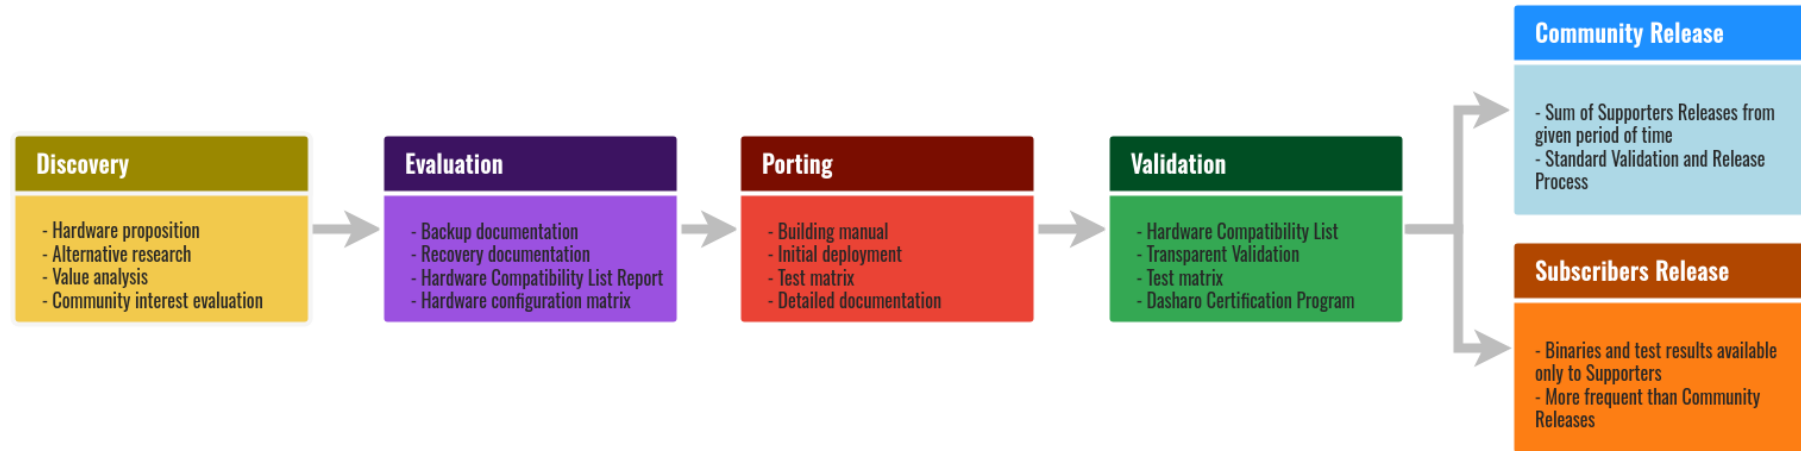 Discovery
- Hardware proposition
- Alternative research
- Value analysis
- Community interest evaluation
Evaluation
- Backup documentation
- Recovery documentation
- Hardware Compatibility List Report
- Hardware configuration matrix
Porting
- Building manual
- Initial deployment
- Test matrix
- Detailed documentation
Validation
- Hardware Compatibility List
- Transparent Validation
- Test matrix
- Dasharo Certification Program
Community Release
- Sum of Supporters Releases from
given period of time
- Standard Validation and Release
Process
Subscribers Release
- Binaries and test results available
only to Supporters
- More frequent than Community
Releases